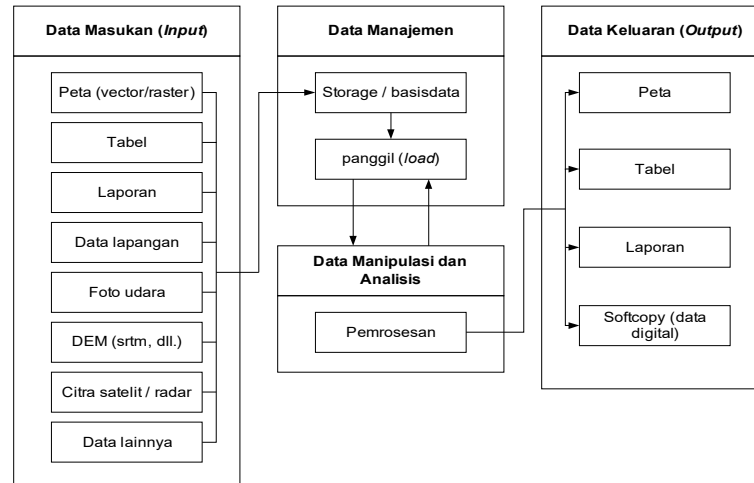 Data Masukan (Input)
Peta (vector/raster)
Tabel
Laporan
Data lapangan
Foto udara
DEM (srtm, dll.)
Citra satelit / radar
Data lainnya
Data Manajemen
Storage / basisdata
panggil (load)
Data Manipulasi dan
Analisis
Pemrosesan
Data Keluaran (Output)
Peta
Tabel
Laporan
Softcopy (data
digital)